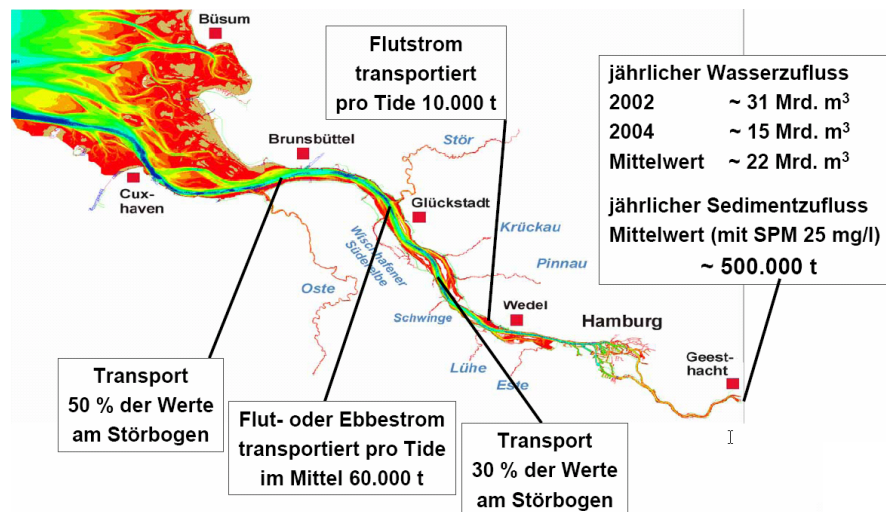 Büsum
Flutstrom
transportiert
pro Tide 10.000 t
jährlicher Wasserzufluss
2002 ~ 31 Mrd. m³
2004 ~ 15 Mrd. m³
Mittelwert ~ 22 Mrd. m³
jährlicher Sedimentzufluss
Mittelwert (mit SPM 25 mg/l)
~ 500.000 t
Brunsbüttel
Stör
Cux-
haven
Glückstadt
Krückau
Wischhafener
Süderelbe
Pinnau
Oste
Schwinge
Wedel
Hamburg
Lühe
Este
Geest-
hacht
Transport
50 % der Werte
am Störbogen
Flut- oder Ebbestrom
transportiert pro Tide
im Mittel 60.000 t
Transport
30 % der Werte
am Störbogen